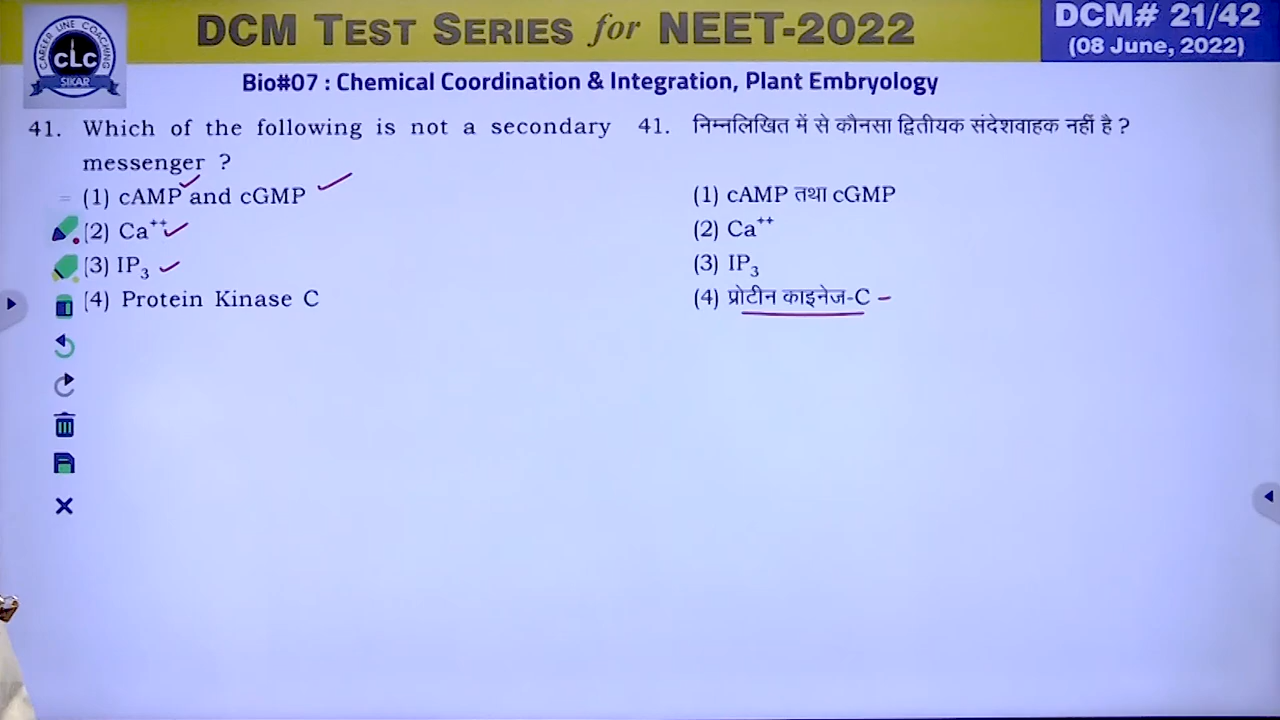 CAREER LINE COACHING
CLC
SIKAR
DCM TEST SERIES for NEET-2022
DCM# 21/42
(08 June, 2022)
Bio#07 : Chemical Coordination & Integration, Plant Embryology
41. Which of the following is not a secondary
messenger ?
(1) cAMP and cGMP
(2) Ca⁺⁺
(3) IP₃
(4) Protein Kinase C
41. निम्नलिखित में से कौनसा द्वितीयक संदेशवाहक नहीं है ?
(1) cAMP तथा cGMP
(2) Ca⁺⁺
(3) IP₃
(4) प्रोटीन काइनेज-C